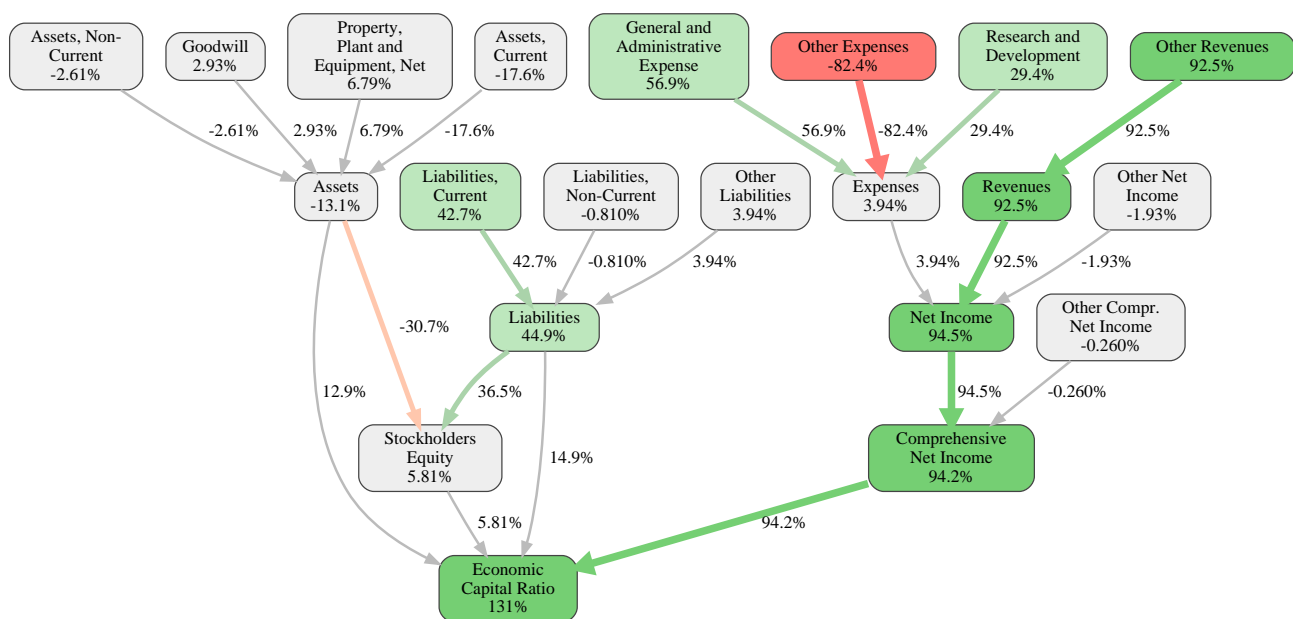 Assets, Non-
Current
-2.61%
Goodwill
2.93%
Property,
Plant and
Equipment, Net
6.79%
Assets,
Current
-17.6%
General and
Administrative
Expense
56.9%
Other Expenses
-82.4%
Research and
Development
29.4%
Other Revenues
92.5%
-2.61%
2.93%
6.79%
-17.6%
56.9%
-82.4%
29.4%
92.5%
Assets
-13.1%
Liabilities,
Current
42.7%
Liabilities,
Non-Current
-0.810%
Other
Liabilities
3.94%
Expenses
3.94%
Revenues
92.5%
Other Net
Income
-1.93%
42.7%
-0.810%
3.94%
3.94%
92.5%
-1.93%
Liabilities
44.9%
Net Income
94.5%
Other Compr.
Net Income
-0.260%
-30.7%
12.9%
36.5%
94.5%
-0.260%
Stockholders
Equity
5.81%
14.9%
Comprehensive
Net Income
94.2%
5.81%
94.2%
Economic
Capital Ratio
131%